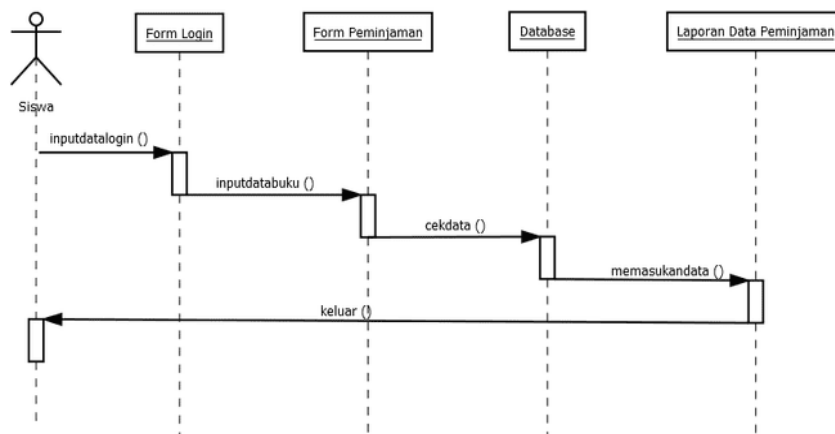 Form Login
Form Peminjaman
Database
Laporan Data Peminjaman
Siswa
inputdatalogin ()
inputdatabuku ()
cekdata ()
memasukandata ()
keluar ()